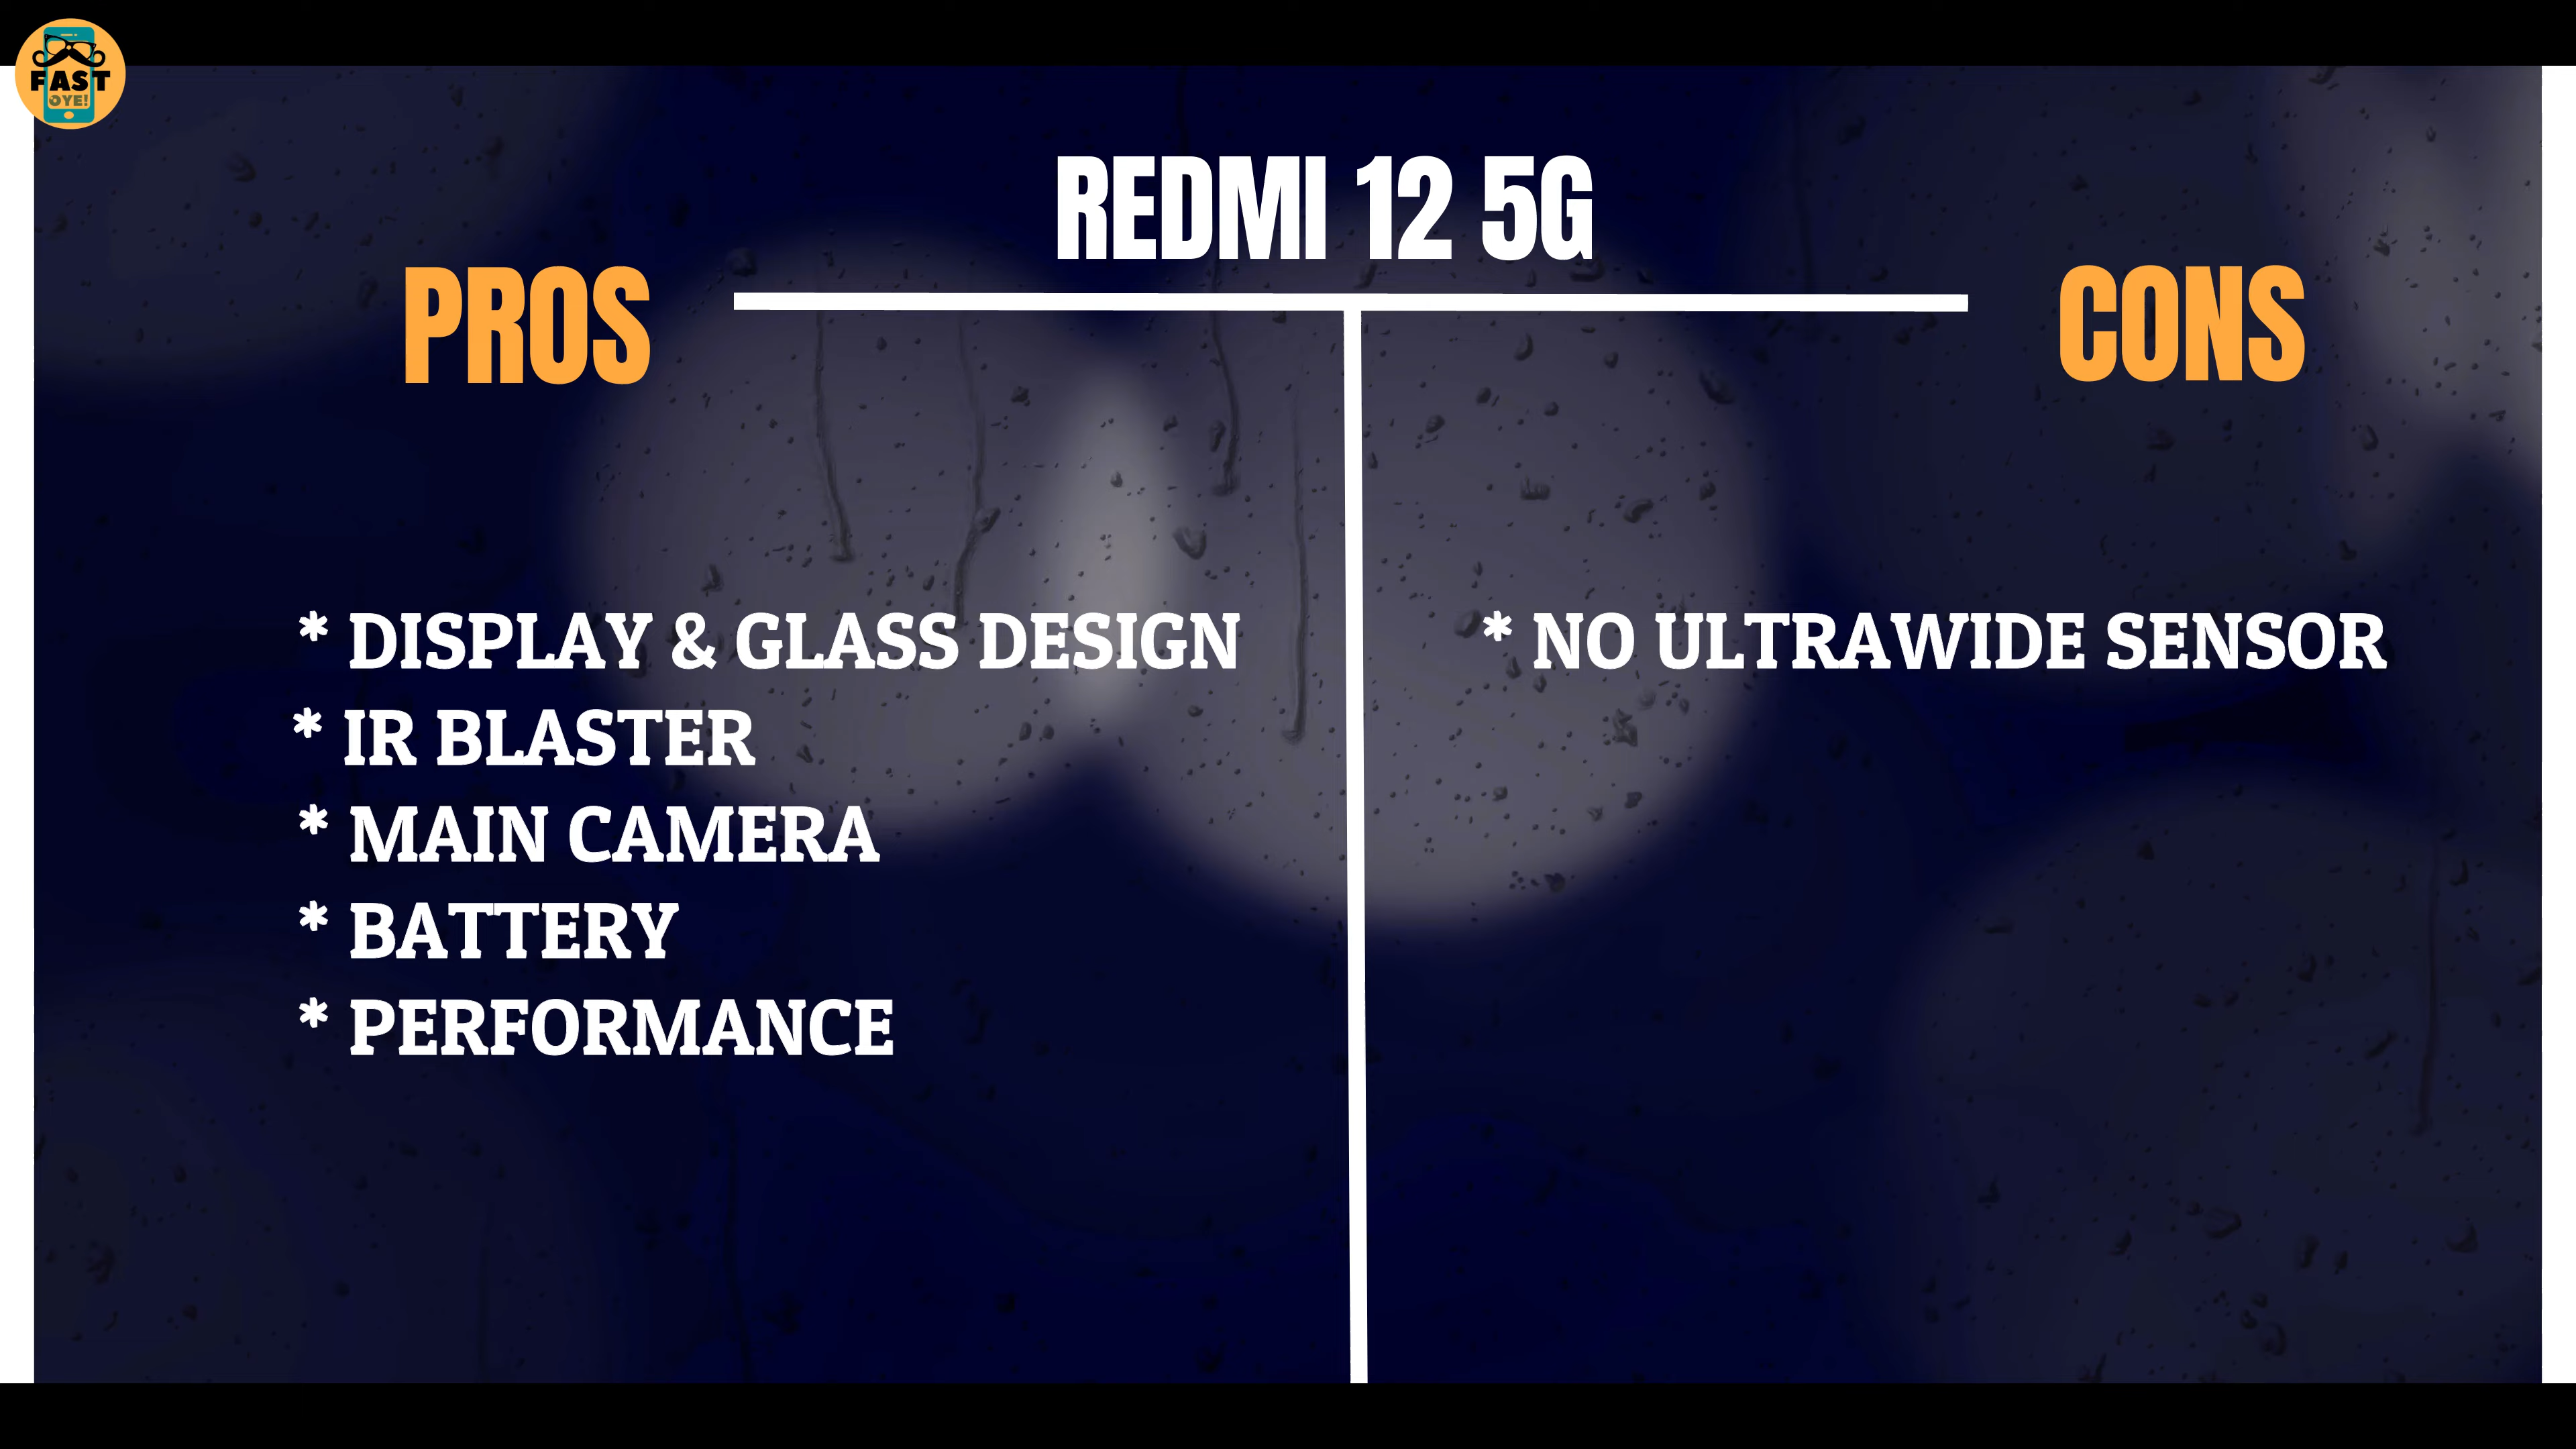 FAST
OYE!
REDMI 12 5G
PROS
CONS
* DISPLAY & GLASS DESIGN
* IR BLASTER
* MAIN CAMERA
* BATTERY
* PERFORMANCE
* NO ULTRAWIDE SENSOR